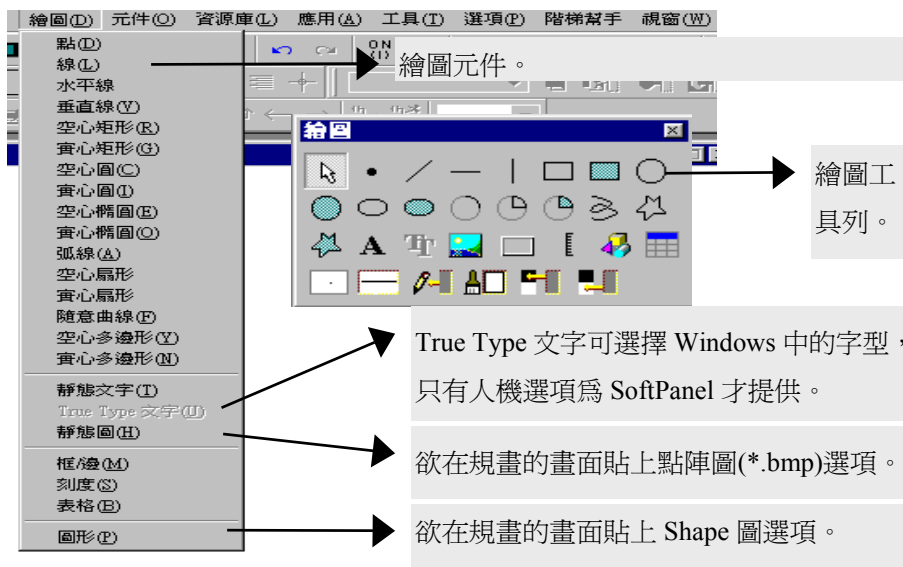 繪圖(D) 元件(O) 資源庫(L) 應用(A) 工具(T) 選項(P) 階梯幫手 視窗(W)
點(D)
線(L)
水平線
垂直線(V)
空心矩形(R)
實心矩形(G)
空心圓(C)
實心圓(I)
空心橢圓(E)
實心橢圓(O)
弧線(A)
空心扇形
實心扇形
隨意曲線(F)
空心多邊形(Y)
實心多邊形(N)
靜態文字(T)
True Type 文字(U)
靜態圖(H)
框/邊(M)
刻度(S)
表格(B)
圖形(P)
ON
(1)
繪圖元件。
繪圖
繪圖工
具列。
True Type 文字可選擇 Windows 中的字型，
只有人機選項爲 SoftPanel 才提供。
欲在規畫的畫面貼上點陣圖(*.bmp)選項。
欲在規畫的畫面貼上 Shape 圖選項。